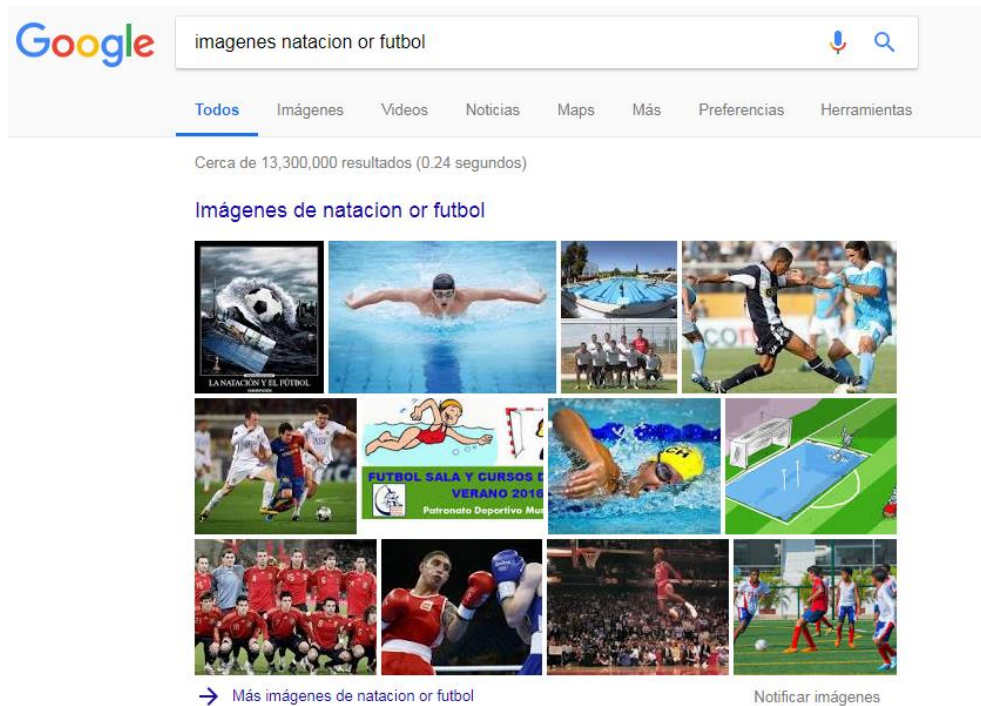 Google
imagenes natacion or futbol
Todos Imágenes Videos Noticias Maps Más Preferencias Herramientas
Cerca de 13,300,000 resultados (0.24 segundos)
Imágenes de natacion or futbol
LA NATACIÓN Y EL FÚTBOL
FUTBOL SALA Y CURSOS D
VERANO 2016
Patronato Deportivo Mun
Más imágenes de natacion or futbol
Notificar imágenes